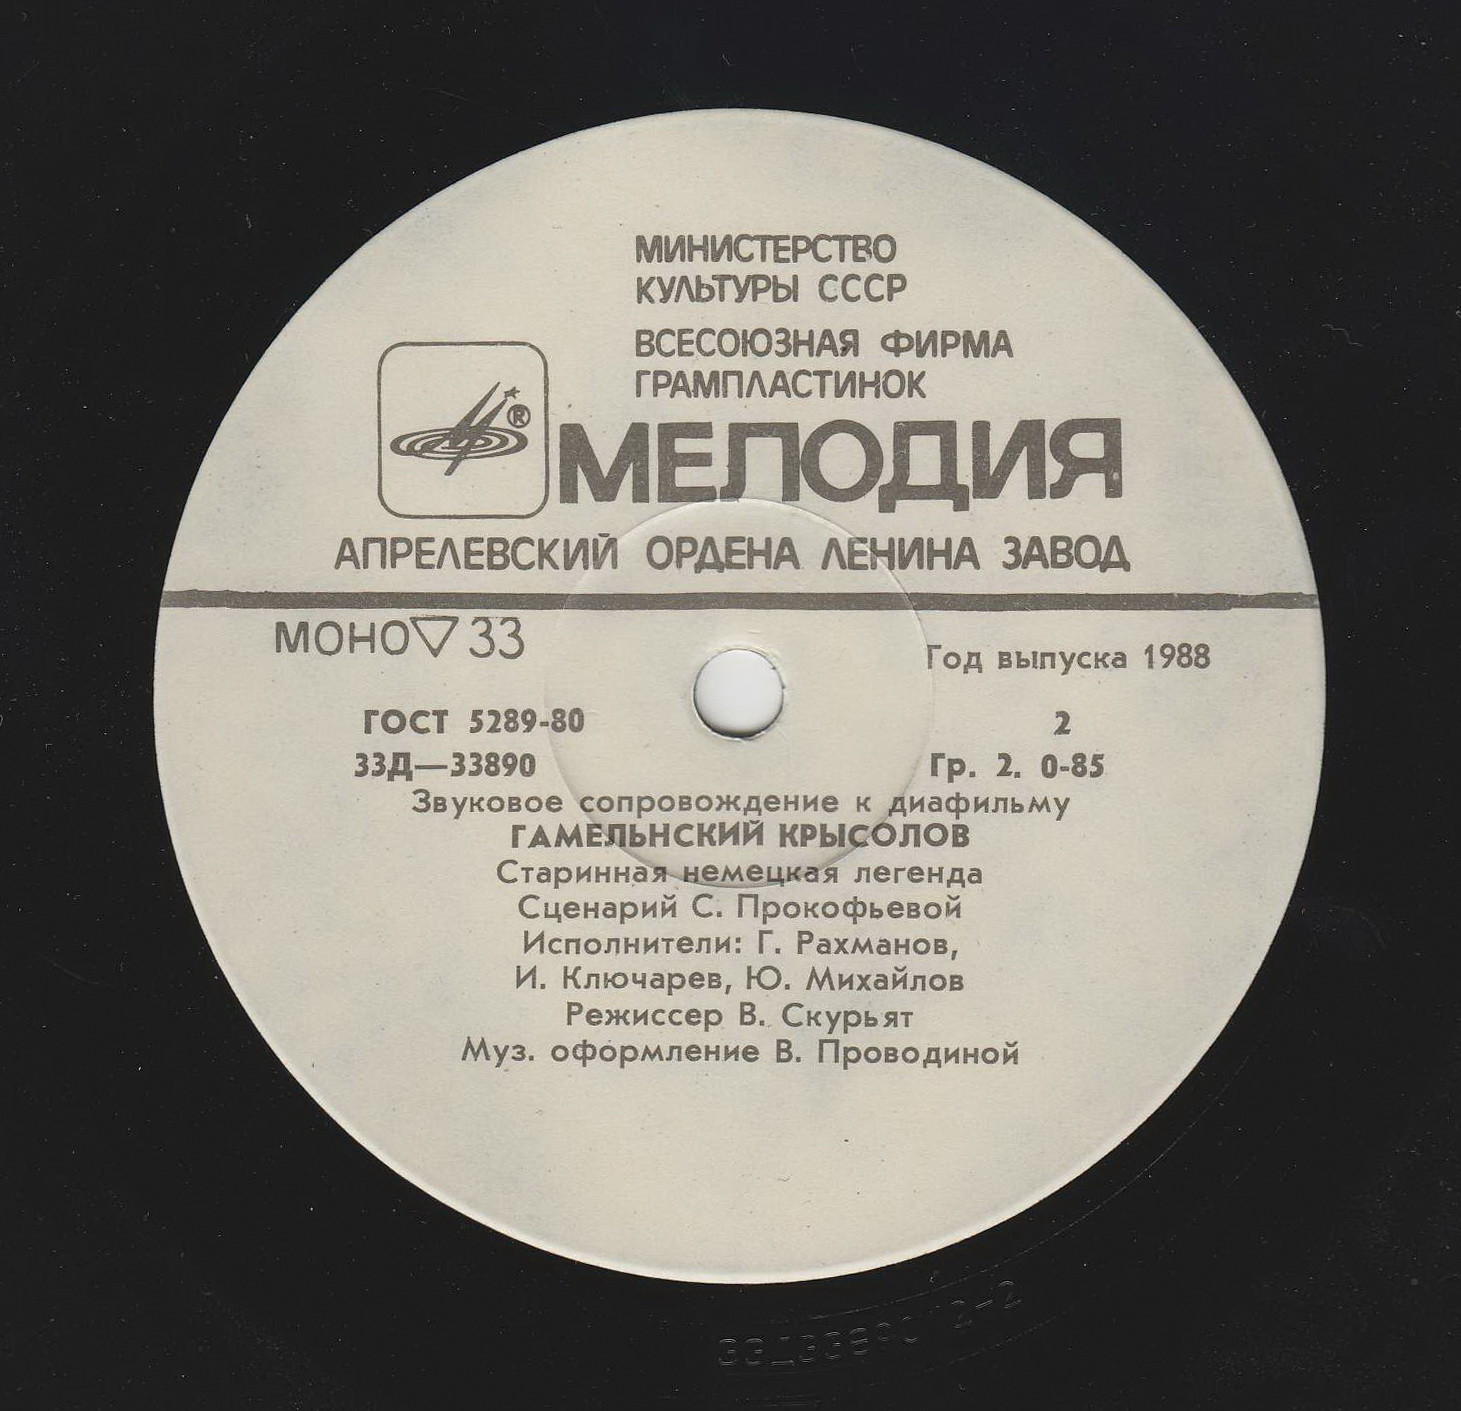 МИНИСТЕРСТВО
КУЛЬТУРЫ СССР
ВСЕСОЮЗНАЯ ФИРМА
ГРАМПЛАСТИНОК
®
МЕЛОДИЯ
АПРЕЛЕВСКИЙ ОРДЕНА ЛЕНИНА ЗАВОД
МОНО▽33
Год выпуска 1988
ГОСТ 5289-80
2
33Д—33890
Гр. 2. 0-85
Звуковое сопровождение к диафильму
ГАМЕЛЬНСКИЙ КРЫСОЛОВ
Старинная немецкая легенда
Сценарий С. Прокофьевой
Исполнители: Г. Рахманов,
И. Ключарев, Ю. Михайлов
Режиссер В. Скурьят
Муз. оформление В. Проводиной